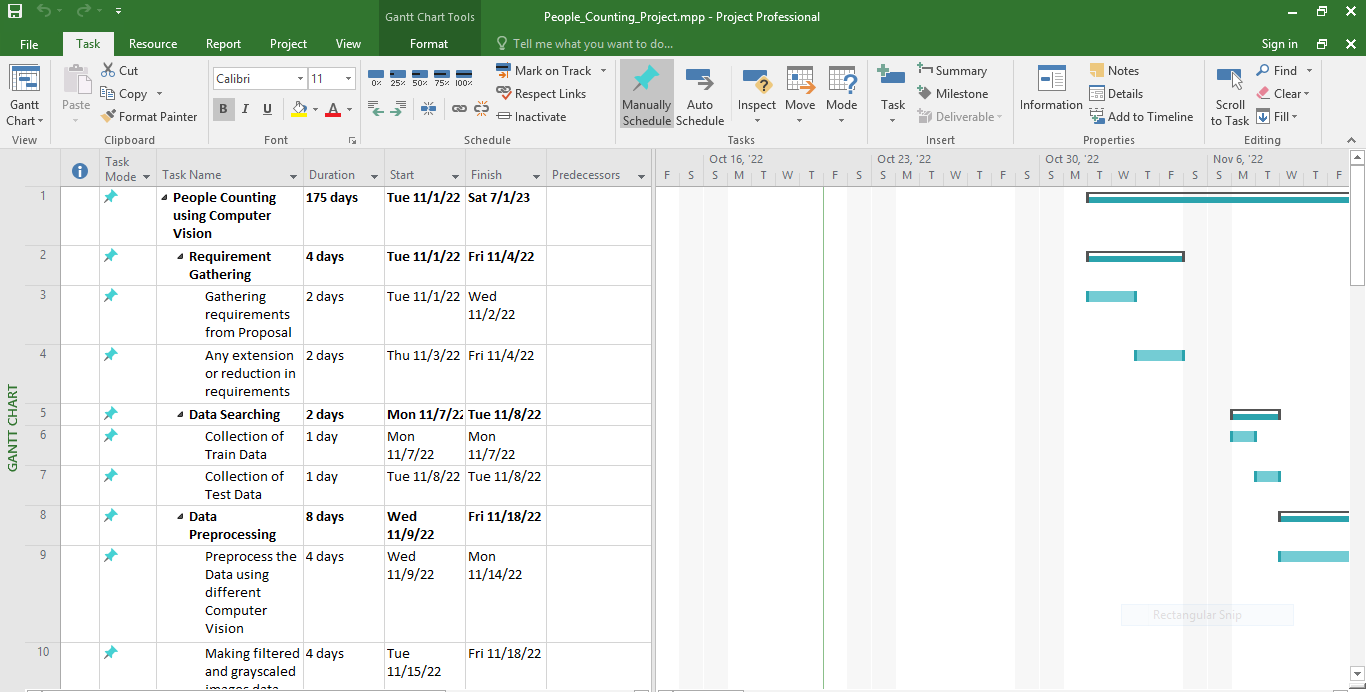 Gantt Chart Tools
People_Counting_Project.mpp - Project Professional
File Task Resource Report Project View Format Tell me what you want to do... Sign in
Gantt
Chart
View
Paste
Cut
Copy
Format Painter
Clipboard
Calibri 11
B I U A
Font
0% 25% 50% 75% 100%
Mark on Track
Respect Links
Inactivate
Schedule
Manually
Schedule
Auto
Schedule
Inspect
Move
Mode
Tasks
Task
Summary
Milestone
Deliverable
Insert
Information
Notes
Details
Add to Timeline
Properties
Scroll
to Task
Find
Clear
Fill
Editing
GANTT CHART
Task
Mode
Task Name Duration Start Finish Predecessors
Oct 16, '22 Oct 23, '22 Oct 30, '22 Nov 6, '22
F S S M T W T F S S M T W T F S S M T W T F S S M T W T F
1 People Counting 175 days Tue 11/1/22 Sat 7/1/23
using Computer
Vision
2 Requirement 4 days Tue 11/1/22 Fri 11/4/22
Gathering
3 Gathering 2 days Tue 11/1/22 Wed
requirements 11/2/22
from Proposal
4 Any extension 2 days Thu 11/3/22 Fri 11/4/22
or reduction in
requirements
5 Data Searching 2 days Mon 11/7/22 Tue 11/8/22
6 Collection of 1 day Mon Mon
Train Data 11/7/22 11/7/22
7 Collection of 1 day Tue 11/8/22 Tue 11/8/22
Test Data
8 Data 8 days Wed Fri 11/18/22
Preprocessing 11/9/22
9 Preprocess the 4 days Wed Mon
Data using 11/9/22 11/14/22
different
Computer
Vision
Rectangular Snip
10 Making filtered 4 days Tue Fri 11/18/22
and grayscaled 11/15/22
images data